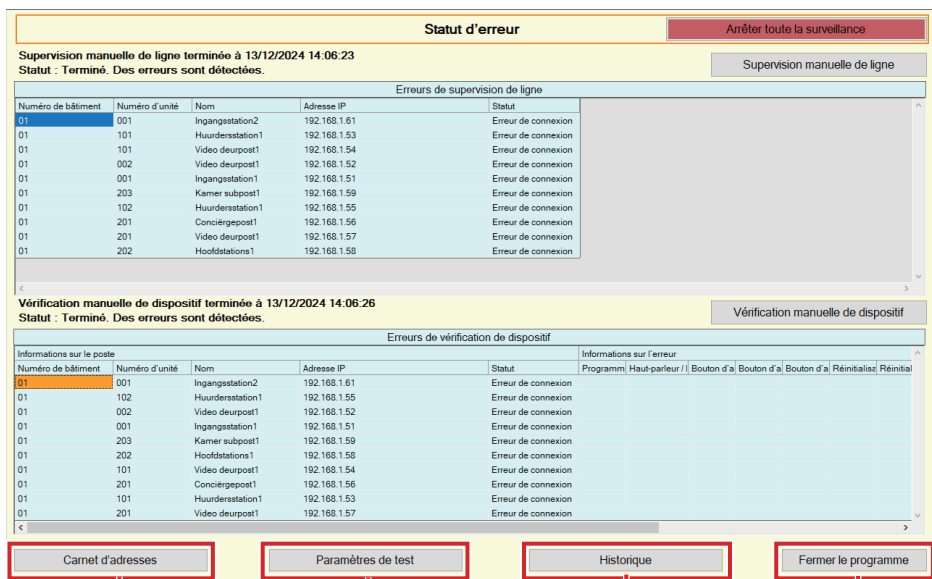 Statut d'erreur
Arrêter toute la surveillance
Supervision manuelle de ligne terminée à 13/12/2024 14:06:23
Statut : Terminé. Des erreurs sont détectées.
Supervision manuelle de ligne
Erreurs de supervision de ligne
Numéro de bâtiment Numéro d'unité Nom Adresse IP Statut
01 001 Ingangsstation2 192.168.1.61 Erreur de connexion
01 101 Huurdersstation1 192.168.1.53 Erreur de connexion
01 101 Video deurpost1 192.168.1.54 Erreur de connexion
01 002 Video deurpost1 192.168.1.52 Erreur de connexion
01 001 Ingangsstation1 192.168.1.51 Erreur de connexion
01 203 Kamer subpost1 192.168.1.59 Erreur de connexion
01 102 Huurdersstation1 192.168.1.55 Erreur de connexion
01 201 Conciërgepost1 192.168.1.56 Erreur de connexion
01 201 Video deurpost1 192.168.1.57 Erreur de connexion
01 202 Hoofdstations1 192.168.1.58 Erreur de connexion
Vérification manuelle de dispositif terminée à 13/12/2024 14:06:26
Statut : Terminé. Des erreurs sont détectées.
Vérification manuelle de dispositif
Erreurs de vérification de dispositif
Informations sur le poste Informations sur l'erreur
Numéro de bâtiment Numéro d'unité Nom Adresse IP Statut Programm Haut-parleur / l Bouton d'a Bouton d'a Bouton d'a Réinitialisa Réinitial
01 001 Ingangsstation2 192.168.1.61 Erreur de connexion
01 102 Huurdersstation1 192.168.1.55 Erreur de connexion
01 002 Video deurpost1 192.168.1.52 Erreur de connexion
01 001 Ingangsstation1 192.168.1.51 Erreur de connexion
01 203 Kamer subpost1 192.168.1.59 Erreur de connexion
01 202 Hoofdstations1 192.168.1.58 Erreur de connexion
01 101 Video deurpost1 192.168.1.54 Erreur de connexion
01 201 Conciërgepost1 192.168.1.56 Erreur de connexion
01 101 Huurdersstation1 192.168.1.53 Erreur de connexion
01 201 Video deurpost1 192.168.1.57 Erreur de connexion
Carnet d'adresses Paramètres de test Historique Fermer le programme